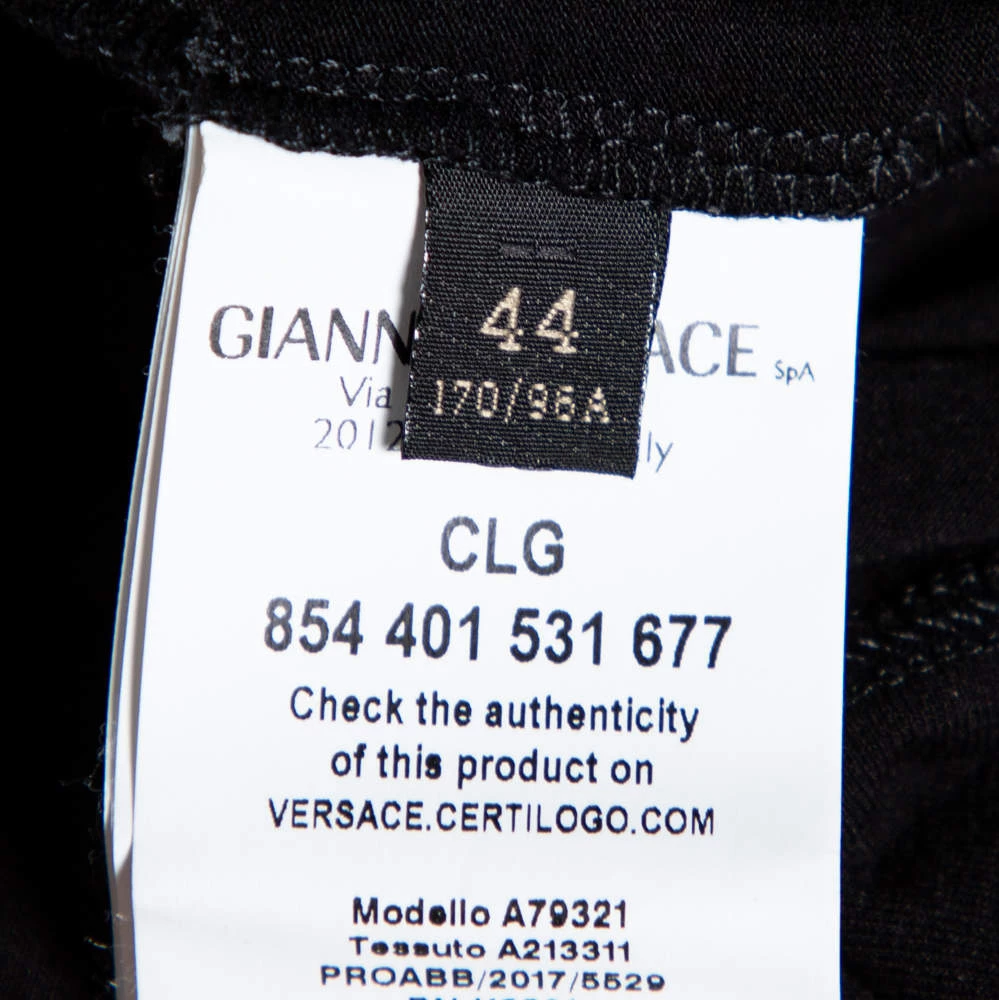 44
170/96A
GIANN ACE SpA
Via
2012 ly
CLG
854 401 531 677
Check the authenticity
of this product on
VERSACE.CERTILOGO.COM
Modello A79321
Tessuto A213311
PROABB/2017/5529